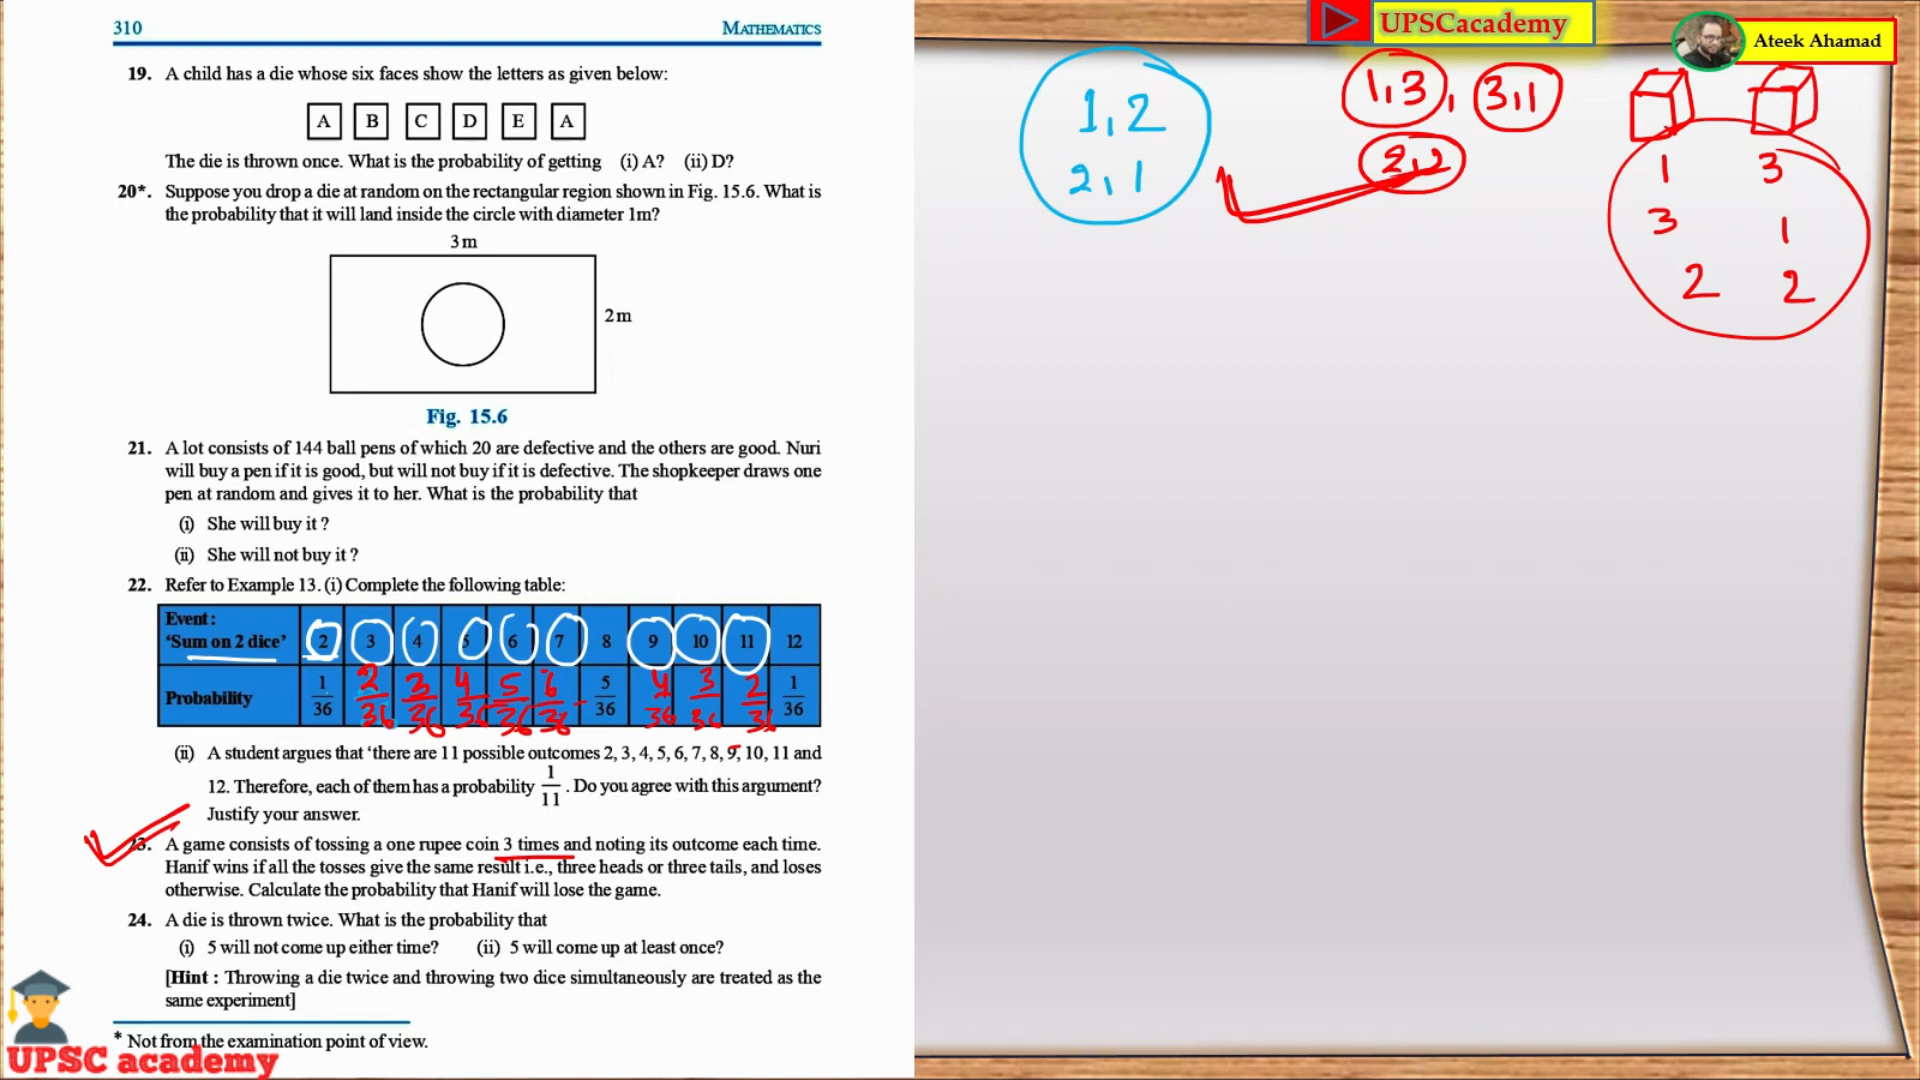 310 MATHEMATICS
19. A child has a die whose six faces show the letters as given below:
A B C D E A
The die is thrown once. What is the probability of getting (i) A? (ii) D?
20*. Suppose you drop a die at random on the rectangular region shown in Fig. 15.6. What is
the probability that it will land inside the circle with diameter 1m?
3 m
2 m
Fig. 15.6
21. A lot consists of 144 ball pens of which 20 are defective and the others are good. Nuri
will buy a pen if it is good, but will not buy if it is defective. The shopkeeper draws one
pen at random and gives it to her. What is the probability that
(i) She will buy it ?
(ii) She will not buy it ?
22. Refer to Example 13. (i) Complete the following table:
Event :
'Sum on 2 dice' 2 3 4 5 6 7 8 9 10 11 12
Probability 1/36 2/36 3/36 4/36 5/36 6/36 5/36 4/36 3/36 2/36 1/36
(ii) A student argues that 'there are 11 possible outcomes 2, 3, 4, 5, 6, 7, 8, 9, 10, 11 and
12. Therefore, each of them has a probability 1/11 . Do you agree with this argument?
Justify your answer.
23. A game consists of tossing a one rupee coin 3 times and noting its outcome each time.
Hanif wins if all the tosses give the same result i.e., three heads or three tails, and loses
otherwise. Calculate the probability that Hanif will lose the game.
24. A die is thrown twice. What is the probability that
(i) 5 will not come up either time? (ii) 5 will come up at least once?
[Hint : Throwing a die twice and throwing two dice simultaneously are treated as the
same experiment]
* Not from the examination point of view.
UPSC academy
UPSCacademy
Ateek Ahamad
1,2
2,1
1,3, 3,1
2,2
1 3
3 1
2 2